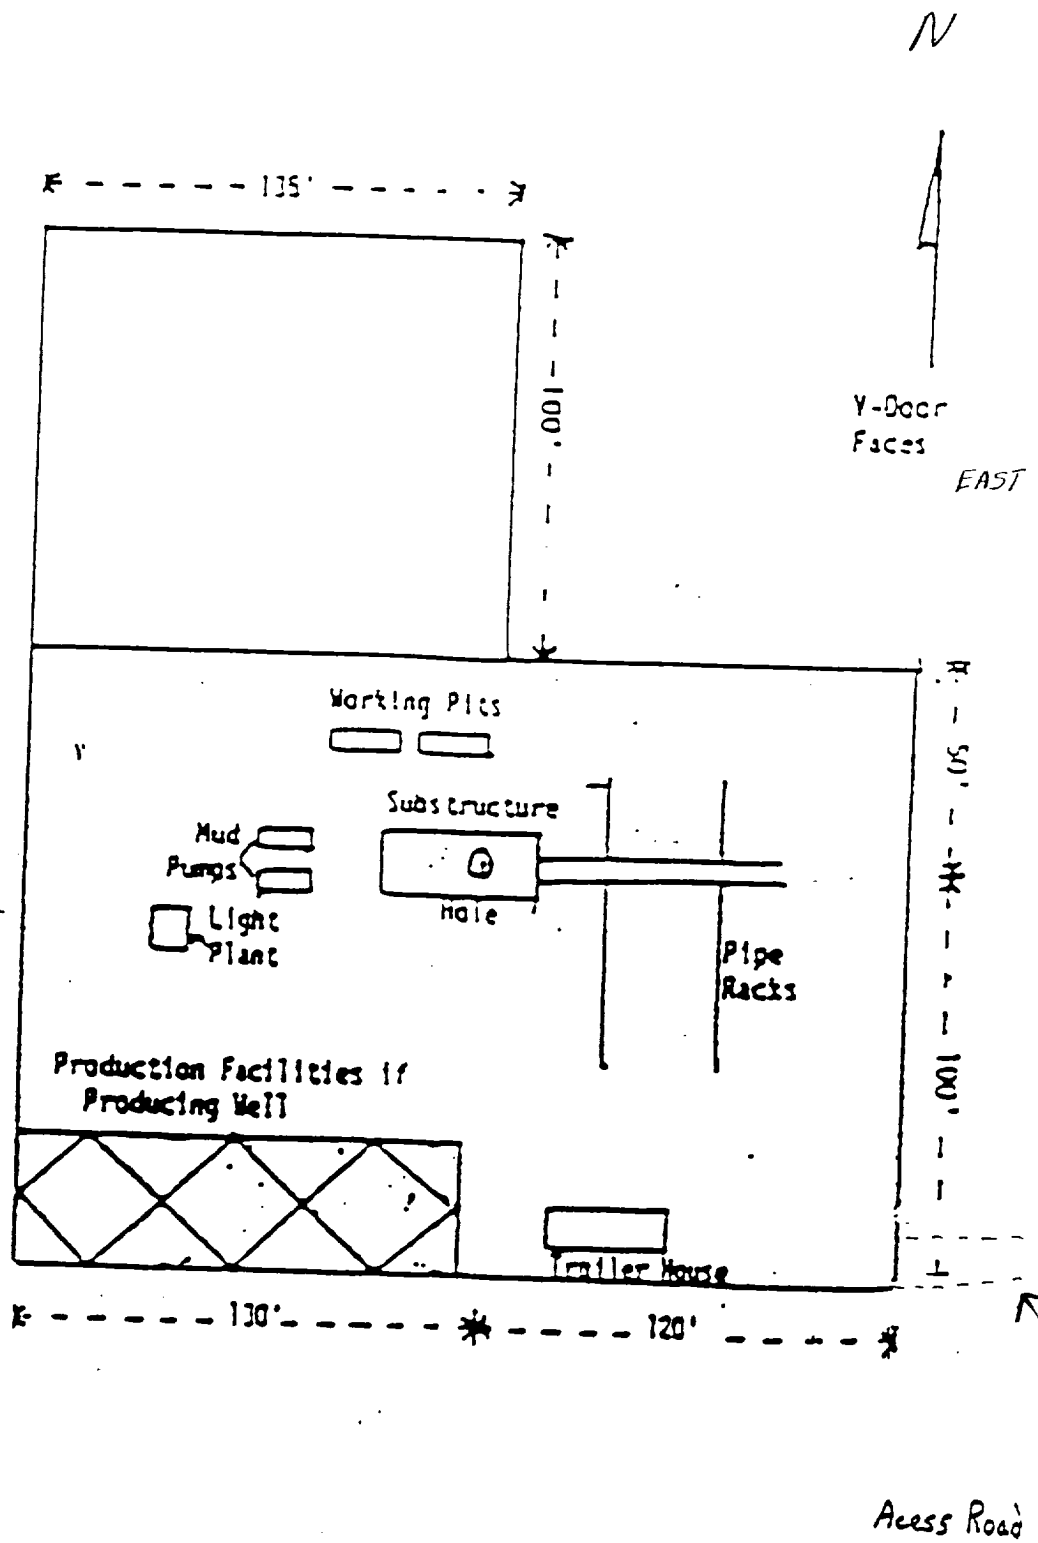 N
135'
100'
V-Door
Faces
EAST
Working Pits
50'
Substructure
Mud
Pumps
Hole
Light
Plant
Pipe
Racks
100'
Production Facilities if
Producing Well
Trailer House
130'
120'
Acess Road